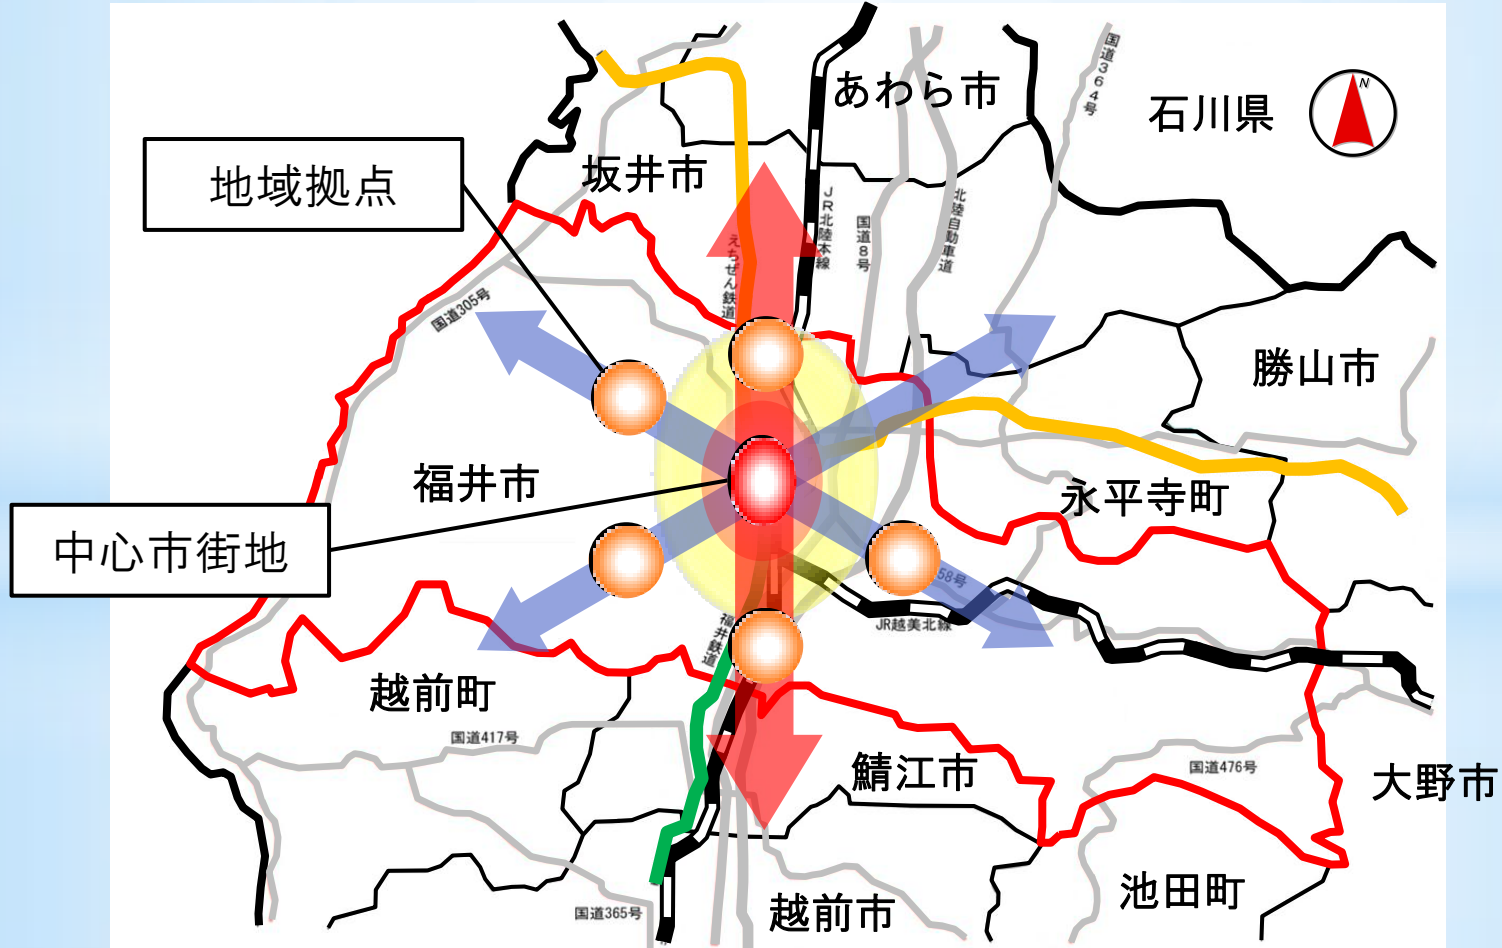 国道364号
あわら市
石川県
N
坂井市
地域拠点
JR北陸本線
国道8号
北陸自動車道
えちぜん鉄道
国道305号
勝山市
福井市
永平寺町
中心市街地
58号
JR越美北線
福井鉄道
越前町
国道417号
鯖江市
国道476号
大野市
池田町
国道365号
越前市